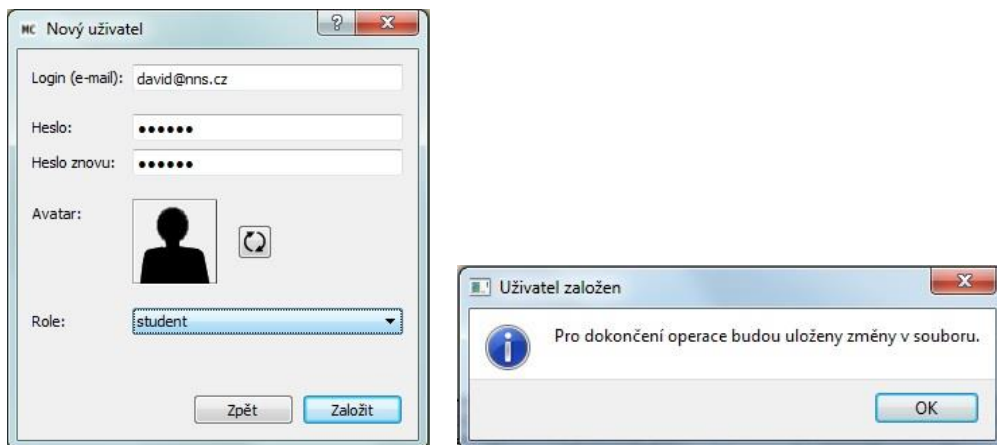 MC Nový uživatel
Login (e-mail): david@nns.cz
Heslo: ●●●●●●
Heslo znovu: ●●●●●●
Avatar:
Role: student
Zpět Založit
Uživatel založen
Pro dokončení operace budou uloženy změny v souboru.
OK